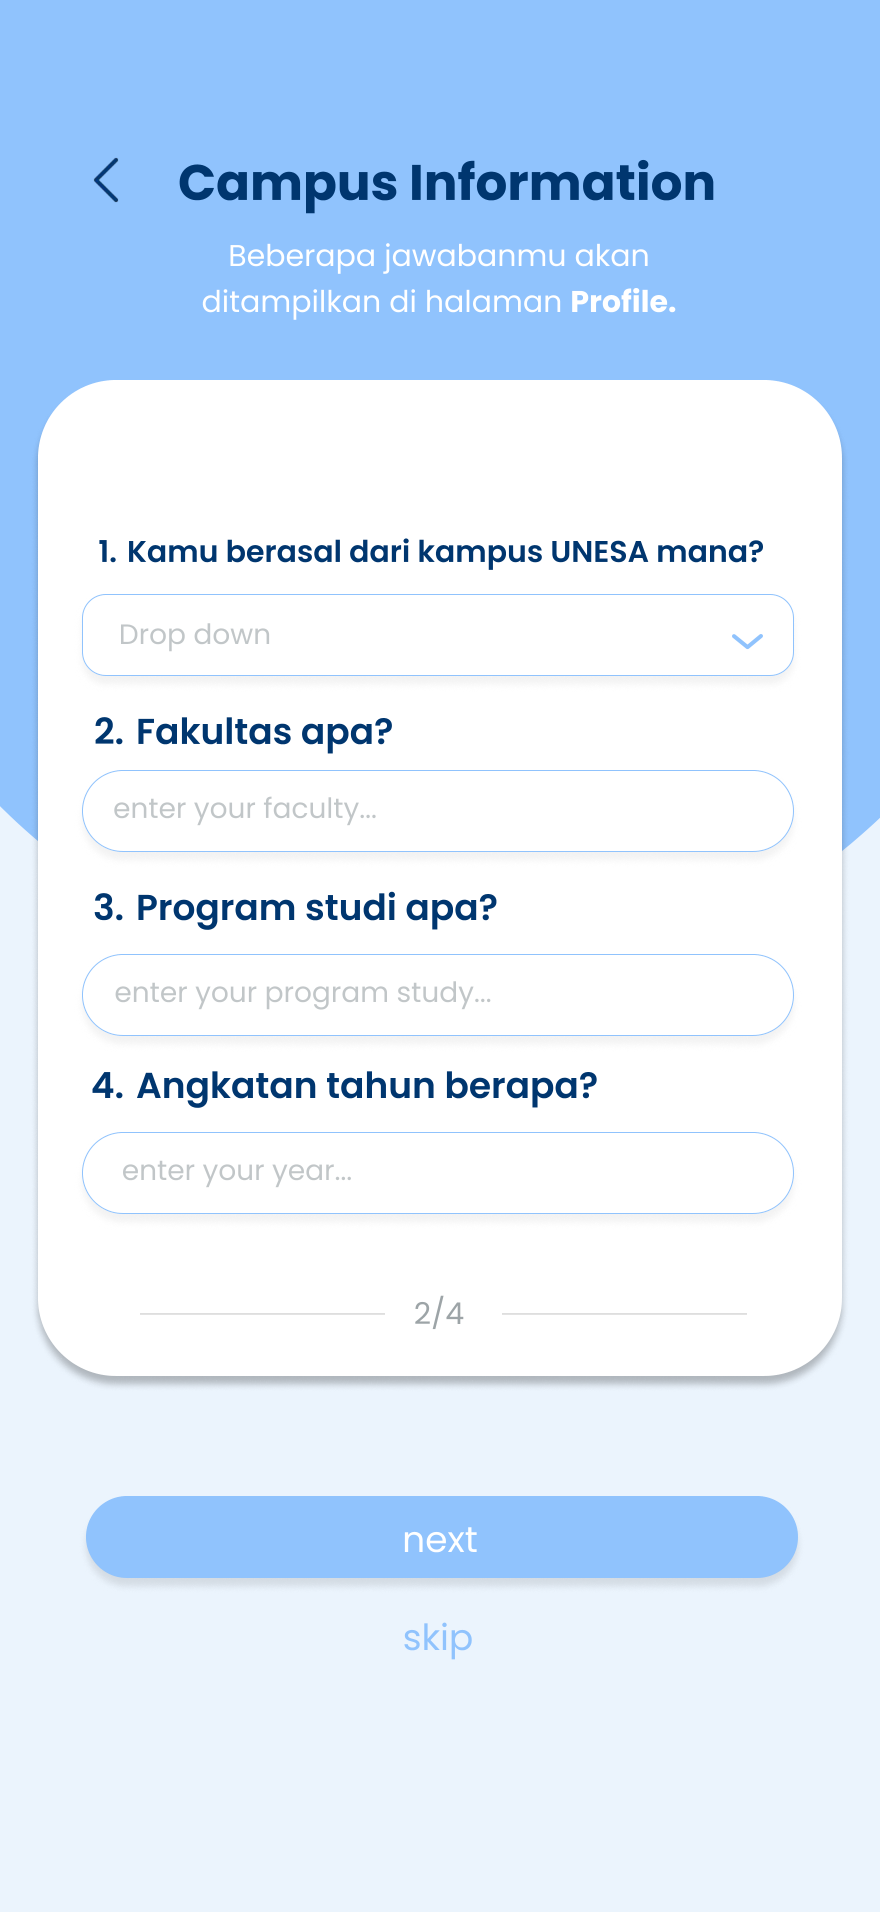 Campus Information
Beberapa jawabanmu akan
ditampilkan di halaman Profile.
1. Kamu berasal dari kampus UNESA mana?
Drop down
2. Fakultas apa?
enter your faculty...
3. Program studi apa?
enter your program study...
4. Angkatan tahun berapa?
enter your year...
2/4
next
skip